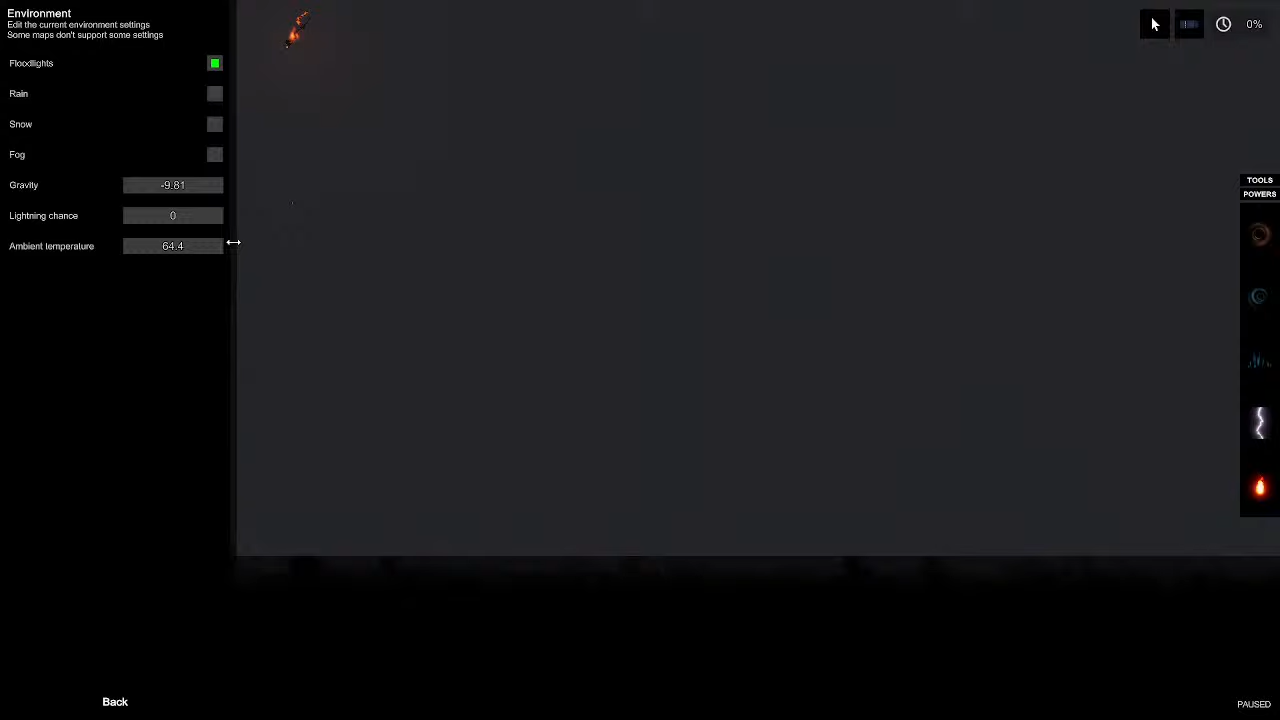 Environment
Edit the current environment settings
Some maps don't support some settings
Floodlights
Rain
Snow
Fog
Gravity -9.81
Lightning chance 0
Ambient temperature 64.4
0%
TOOLS
POWERS
Back
PAUSED